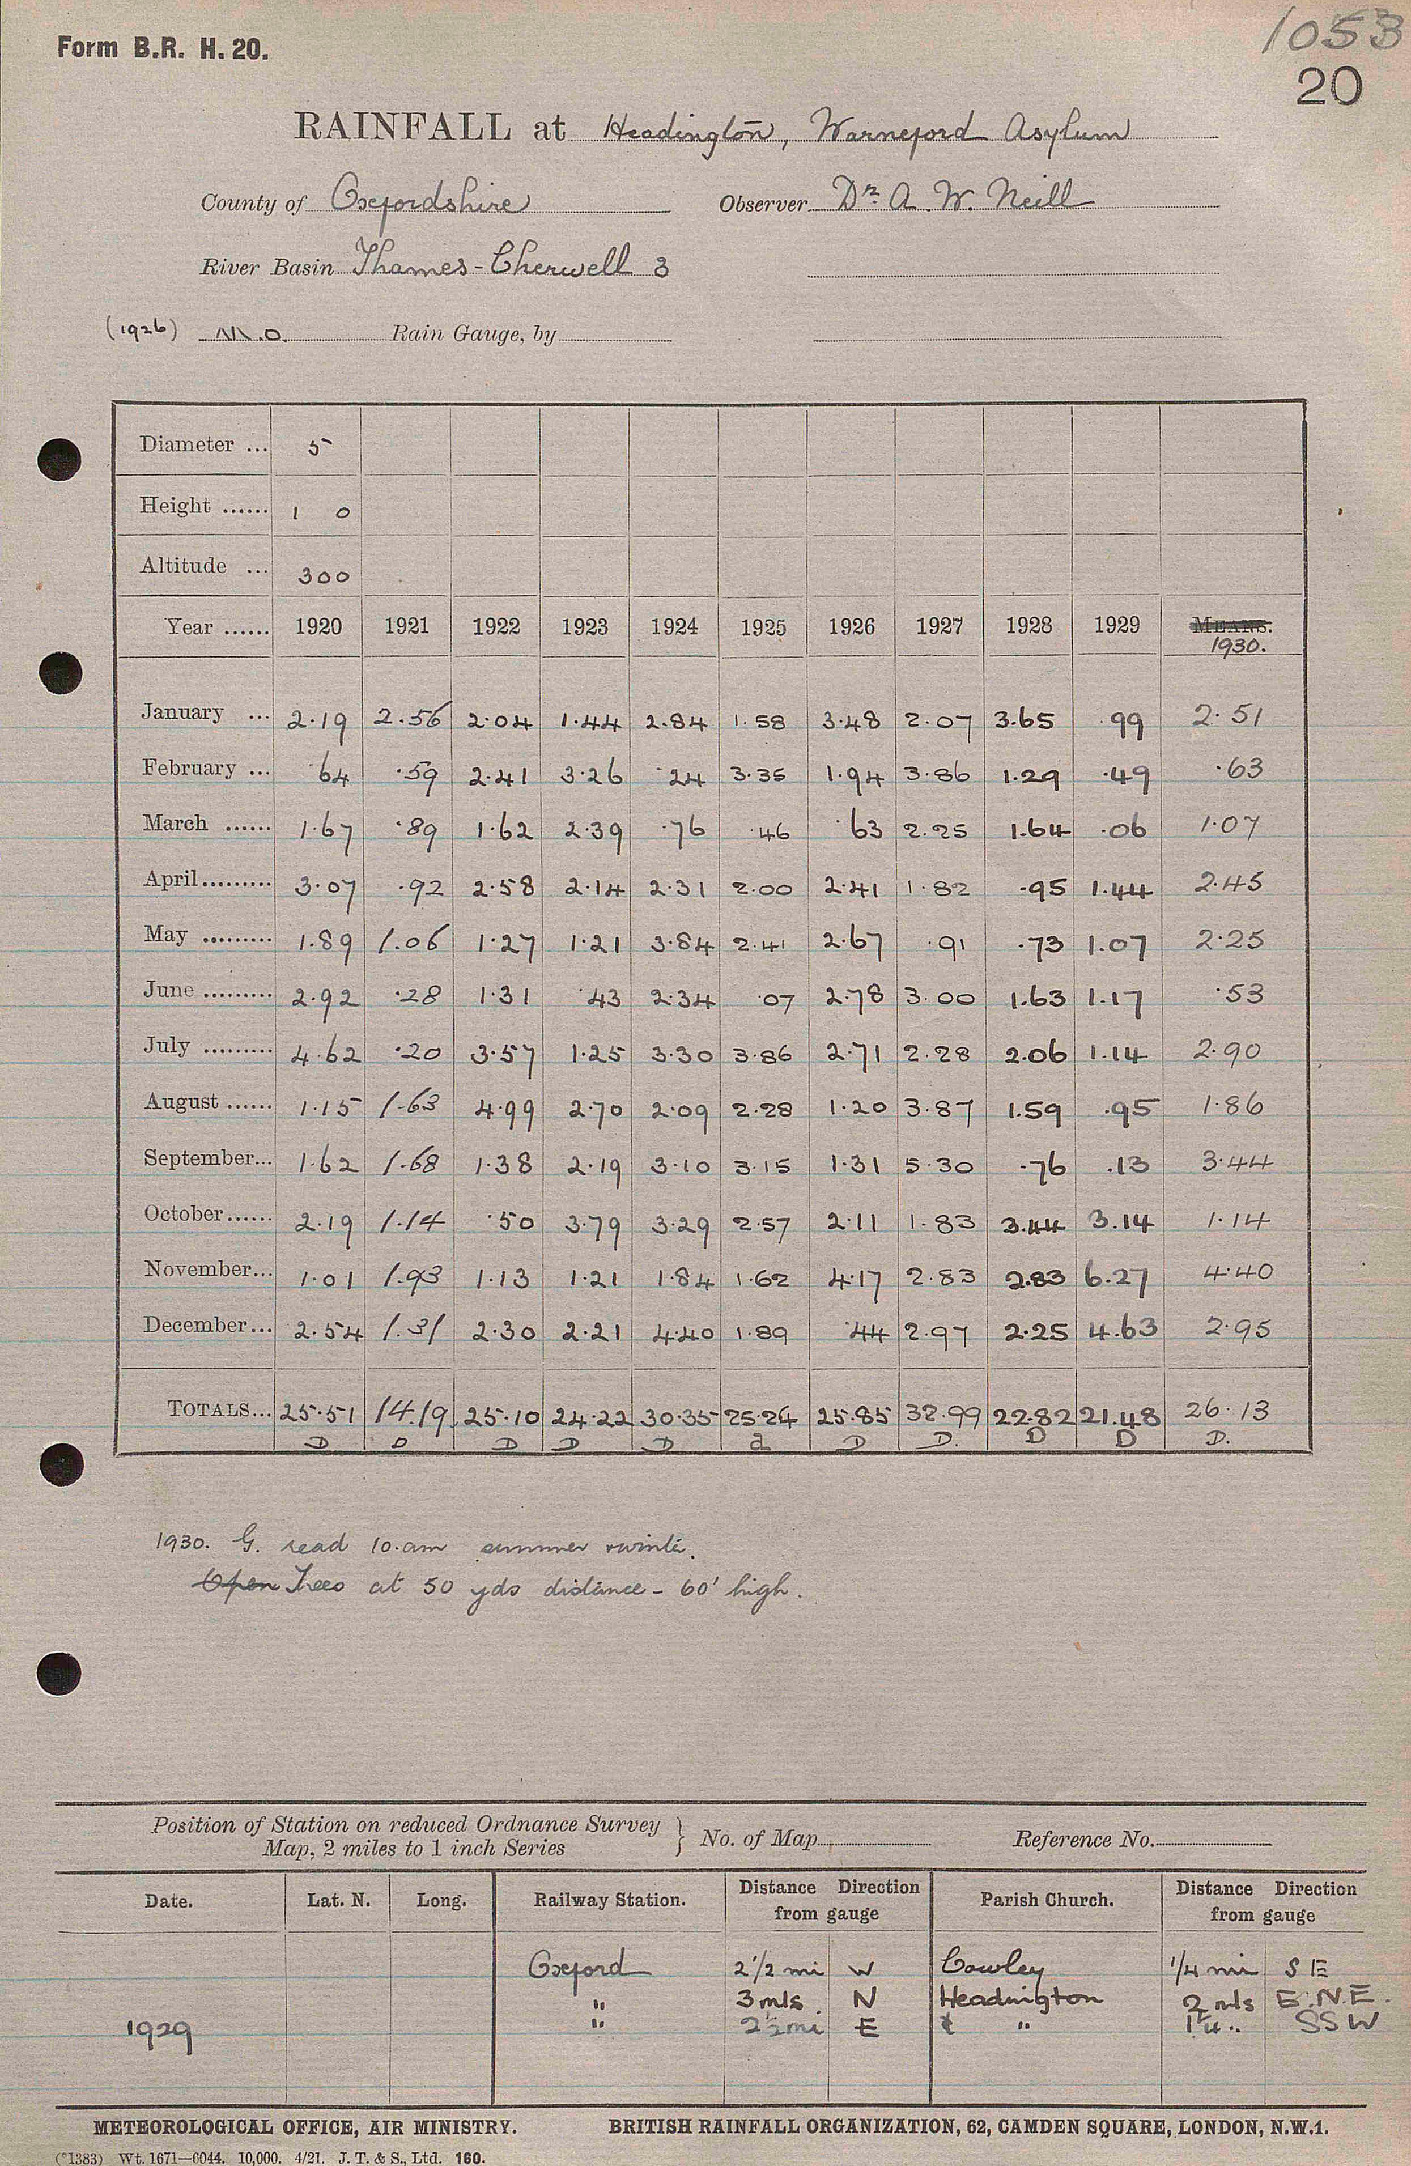 Form B.R. H. 20.
1053
20
RAINFALL at Headington, Warneford Asylum
County of Oxfordshire Observer Dr. A. W. Neill
River Basin Thames-Cherwell 3
(1926) M.O. Rain Gauge, by
Diameter ... 5
Height ...... 1 0
Altitude ... 300
Year ...... 1920 1921 1922 1923 1924 1925 1926 1927 1928 1929 MEANS. 1930.
January ... 2.19 2.56 2.04 1.44 2.84 1.58 3.48 2.07 3.65 .99 2.51
February ... .64 .59 2.41 3.26 .24 3.35 1.94 3.86 1.29 .49 .63
March ...... 1.67 .89 1.62 2.39 .76 .46 .63 2.25 1.64 .06 1.07
April......... 3.07 .92 2.58 2.14 2.31 2.00 2.41 1.82 .95 1.44 2.45
May ......... 1.89 1.06 1.27 1.21 3.84 2.41 2.67 .91 .73 1.07 2.25
June ......... 2.92 .28 1.31 .43 2.34 .07 2.78 3.00 1.63 1.17 .53
July ......... 4.62 .20 3.57 1.25 3.30 3.86 2.71 2.28 2.06 1.14 2.90
August ...... 1.15 1.63 4.99 2.70 2.09 2.28 1.20 3.87 1.59 .95 1.86
September... 1.62 1.68 1.38 2.19 3.10 3.15 1.31 5.30 .76 .13 3.44
October...... 2.19 1.14 .50 3.79 3.29 2.57 2.11 1.83 3.44 3.14 1.14
November... 1.01 1.93 1.13 1.21 1.84 1.62 4.17 2.83 2.83 6.27 4.40
December... 2.54 1.31 2.30 2.21 4.40 1.89 .44 2.97 2.25 4.63 2.95
TOTALS... 25.51 14.19 25.10 24.22 30.35 25.24 25.85 32.99 22.82 21.48 26.13
D D D D D d D D. D D D.
1930. G. read 10.am summer & winter.
Open Trees at 50 yds distance - 60' high.
Position of Station on reduced Ordnance Survey
Map, 2 miles to 1 inch Series } No. of Map Reference No.
Date. Lat. N. Long. Railway Station. Distance Direction from gauge Parish Church. Distance Direction from gauge
Oxford 2 1/2 mi W Cowley 1/4 mi S E
" 3 mls. N Headington 2 mls E.N.E.
1929 " 2 1/2 mi E " 1 1/4 .. SSW
METEOROLOGICAL OFFICE, AIR MINISTRY. BRITISH RAINFALL ORGANIZATION, 62, CAMDEN SQUARE, LONDON, N.W.1.
(*1383) Wt. 1671—0044. 10,000. 4/21. J. T. & S., Ltd. 160.